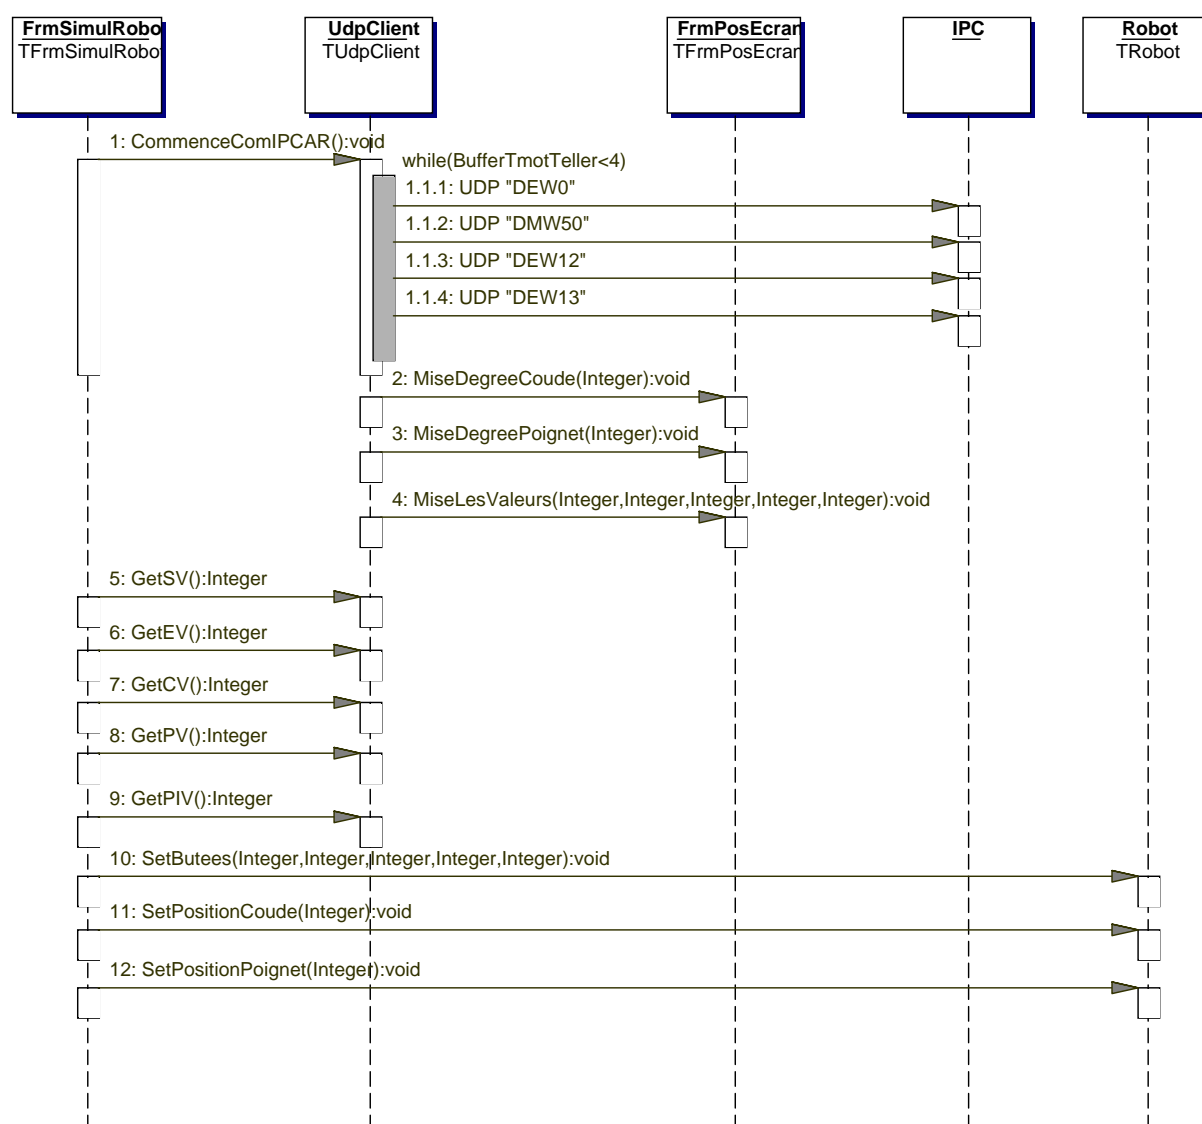 FrmSimulRobo
TFrmSimulRobot
UdpClient
TUdpClient
FrmPosEcran
TFrmPosEcran
IPC
Robot
TRobot
1: CommenceComIPCAR():void
while(BufferTmotTeller<4)
1.1.1: UDP "DEW0"
1.1.2: UDP "DMW50"
1.1.3: UDP "DEW12"
1.1.4: UDP "DEW13"
2: MiseDegreeCoude(Integer):void
3: MiseDegreePoignet(Integer):void
4: MiseLesValeurs(Integer,Integer,Integer,Integer,Integer):void
5: GetSV():Integer
6: GetEV():Integer
7: GetCV():Integer
8: GetPV():Integer
9: GetPIV():Integer
10: SetButees(Integer,Integer,Integer,Integer,Integer):void
11: SetPositionCoude(Integer):void
12: SetPositionPoignet(Integer):void